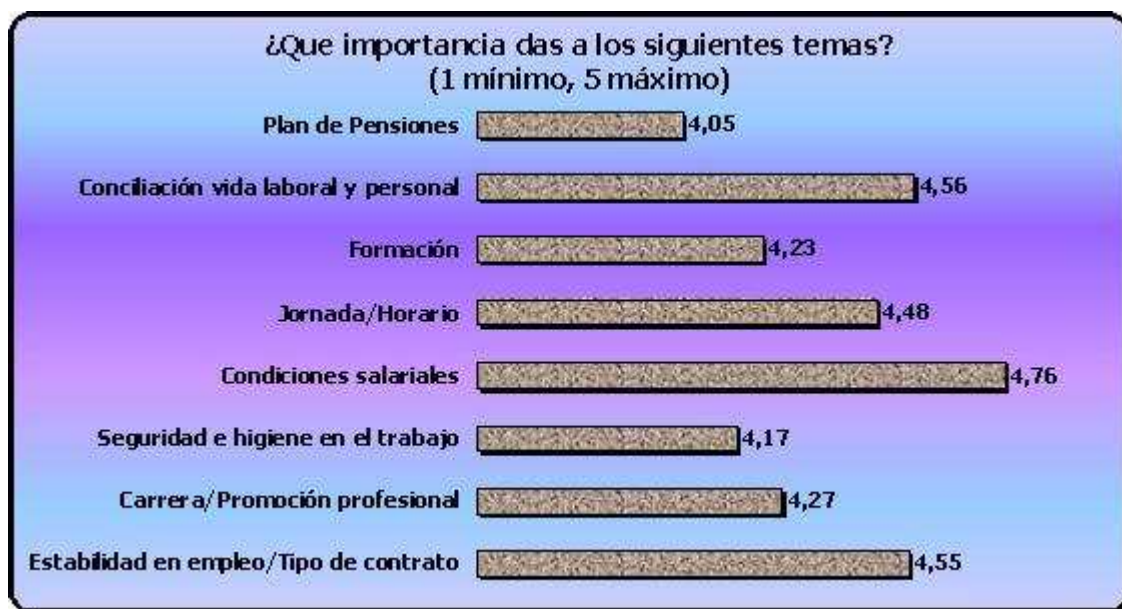 ¿Que importancia das a los siguientes temas?
(1 mínimo, 5 máximo)
Plan de Pensiones 4,05
Conciliación vida laboral y personal 4,56
Formación 4,23
Jornada/Horario 4,48
Condiciones salariales 4,76
Seguridad e higiene en el trabajo 4,17
Carrera/Promoción profesional 4,27
Estabilidad en empleo/Tipo de contrato 4,55